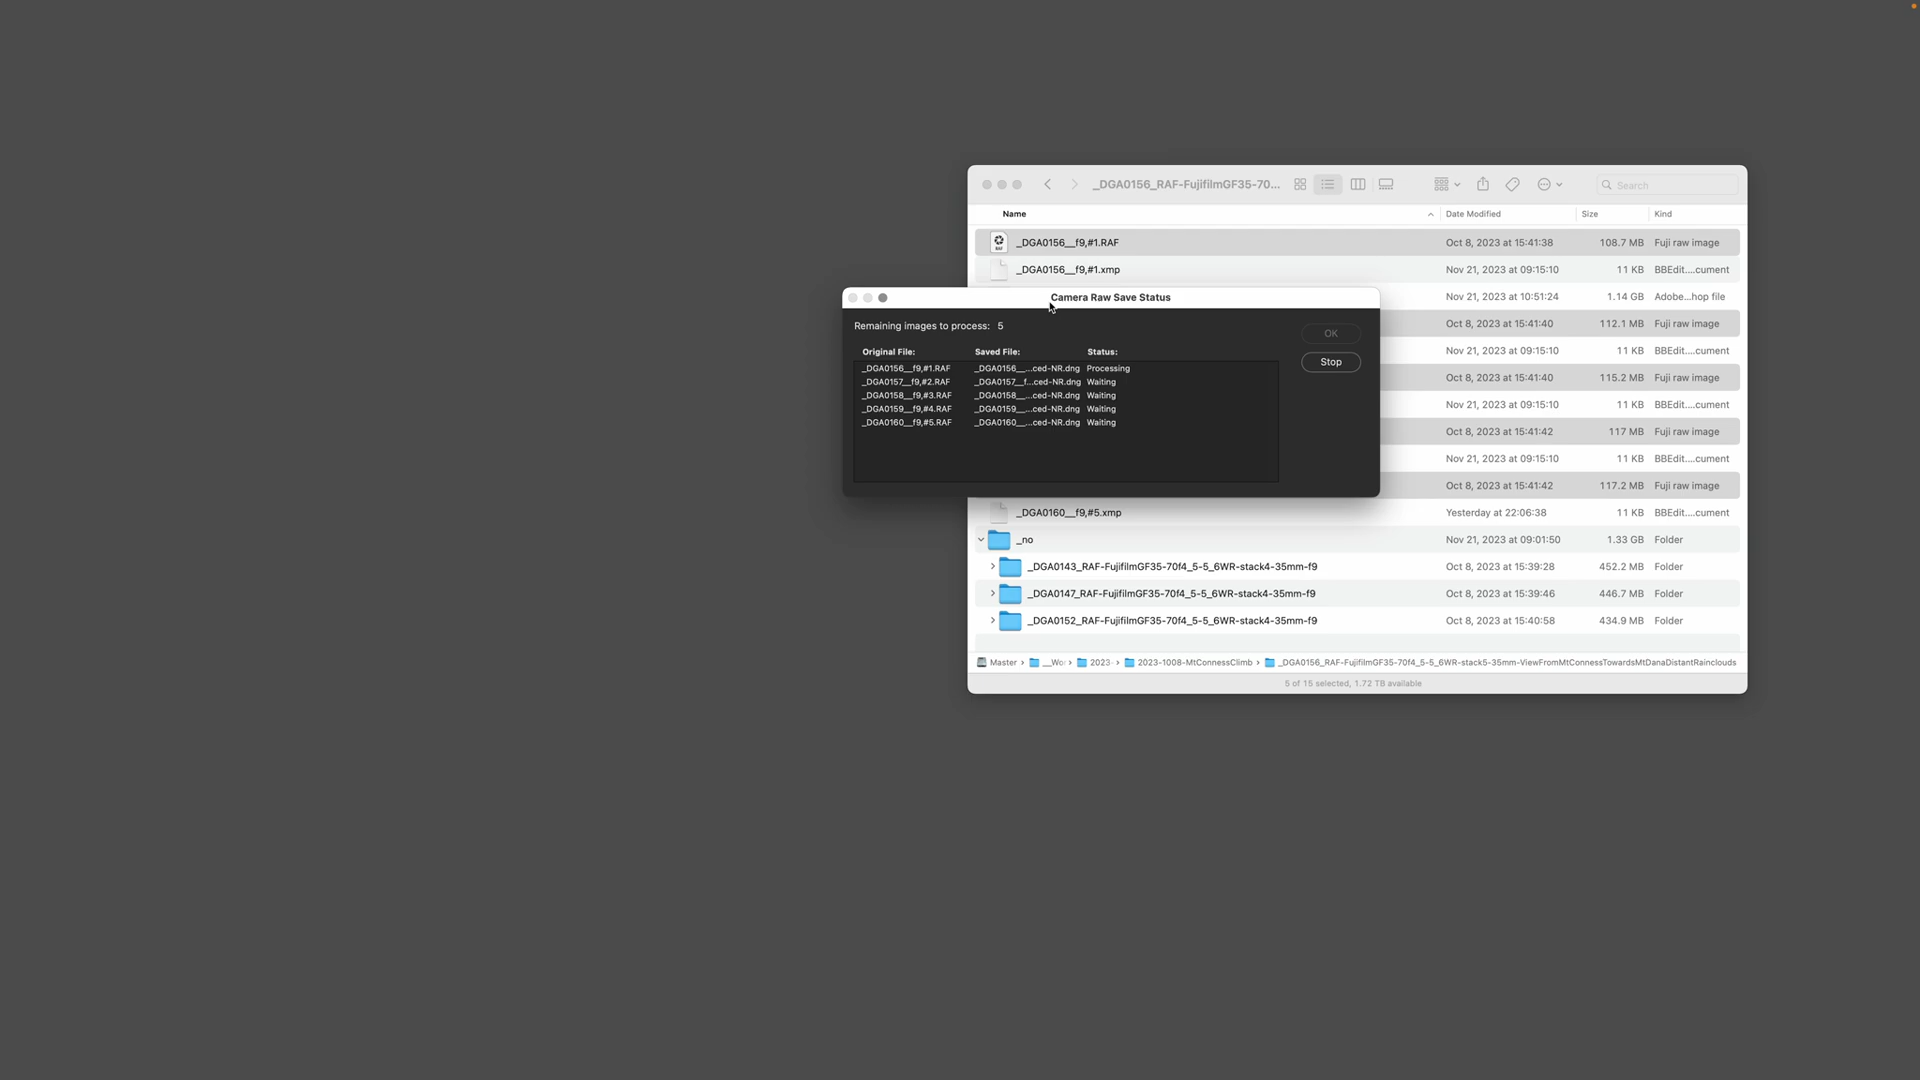 _DGA0156_RAF-FujifilmGF35-70...
Search
Name Date Modified Size Kind
RAF _DGA0156__f9,#1.RAF Oct 8, 2023 at 15:41:38 108.7 MB Fuji raw image
_DGA0156__f9,#1.xmp Nov 21, 2023 at 09:15:10 11 KB BBEdit....cument
Nov 21, 2023 at 10:51:24 1.14 GB Adobe...hop file
Oct 8, 2023 at 15:41:40 112.1 MB Fuji raw image
Nov 21, 2023 at 09:15:10 11 KB BBEdit....cument
Oct 8, 2023 at 15:41:40 115.2 MB Fuji raw image
Nov 21, 2023 at 09:15:10 11 KB BBEdit....cument
Oct 8, 2023 at 15:41:42 117 MB Fuji raw image
Nov 21, 2023 at 09:15:10 11 KB BBEdit....cument
Oct 8, 2023 at 15:41:42 117.2 MB Fuji raw image
_DGA0160__f9,#5.xmp Yesterday at 22:06:38 11 KB BBEdit....cument
_no Nov 21, 2023 at 09:01:50 1.33 GB Folder
_DGA0143_RAF-FujifilmGF35-70f4_5-5_6WR-stack4-35mm-f9 Oct 8, 2023 at 15:39:28 452.2 MB Folder
_DGA0147_RAF-FujifilmGF35-70f4_5-5_6WR-stack4-35mm-f9 Oct 8, 2023 at 15:39:46 446.7 MB Folder
_DGA0152_RAF-FujifilmGF35-70f4_5-5_6WR-stack4-35mm-f9 Oct 8, 2023 at 15:40:58 434.9 MB Folder
Master › __Wo › 2023- › 2023-1008-MtConnessClimb › _DGA0156_RAF-FujifilmGF35-70f4_5-5_6WR-stack5-35mm-ViewFromMtConnessTowardsMtDanaDistantRainclouds
5 of 15 selected, 1.72 TB available
Camera Raw Save Status
Remaining images to process: 5
OK
Stop
Original File: Saved File: Status:
_DGA0156__f9,#1.RAF _DGA0156__...ced-NR.dng Processing
_DGA0157__f9,#2.RAF _DGA0157__f...ced-NR.dng Waiting
_DGA0158__f9,#3.RAF _DGA0158__...ced-NR.dng Waiting
_DGA0159__f9,#4.RAF _DGA0159__...ced-NR.dng Waiting
_DGA0160__f9,#5.RAF _DGA0160__...ced-NR.dng Waiting